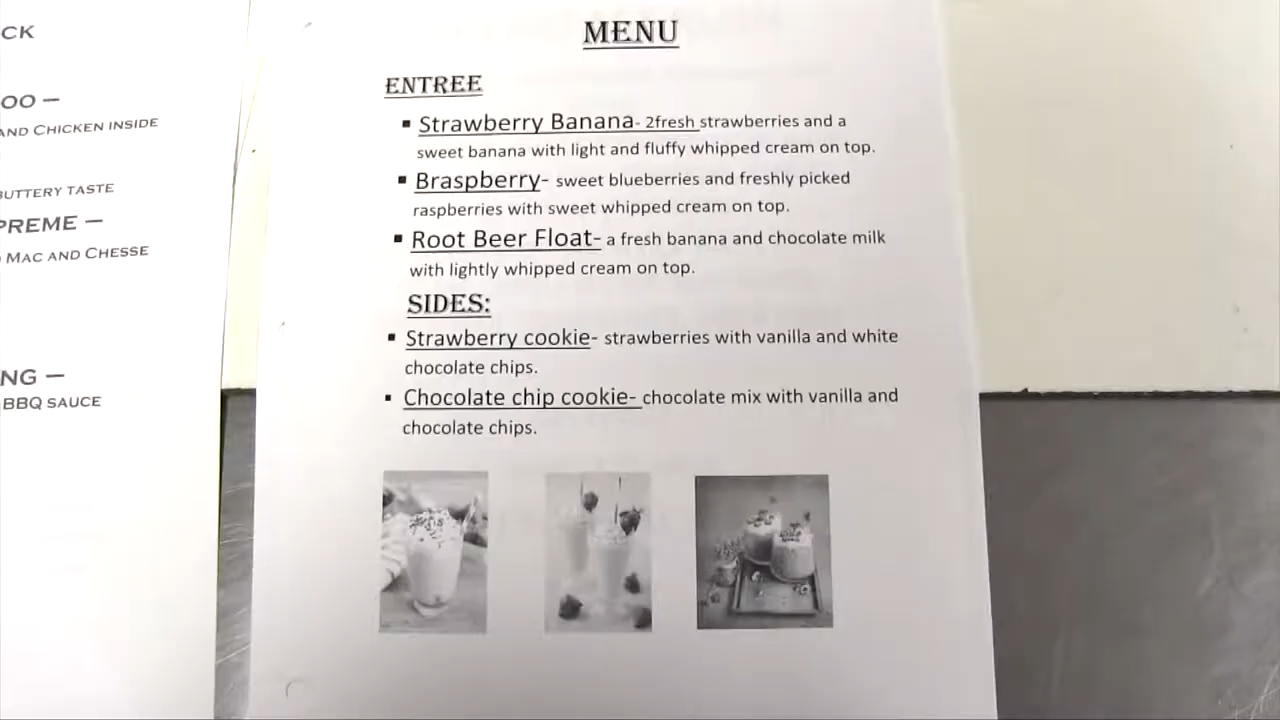 CK
OO —
AND CHICKEN INSIDE
BUTTERY TASTE
PREME —
MAC AND CHESSE
NG —
BBQ SAUCE
MENU
ENTREE
▪ Strawberry Banana- 2fresh strawberries and a
sweet banana with light and fluffy whipped cream on top.
▪ Braspberry- sweet blueberries and freshly picked
raspberries with sweet whipped cream on top.
▪ Root Beer Float- a fresh banana and chocolate milk
with lightly whipped cream on top.
SIDES:
▪ Strawberry cookie- strawberries with vanilla and white
chocolate chips.
▪ Chocolate chip cookie- chocolate mix with vanilla and
chocolate chips.